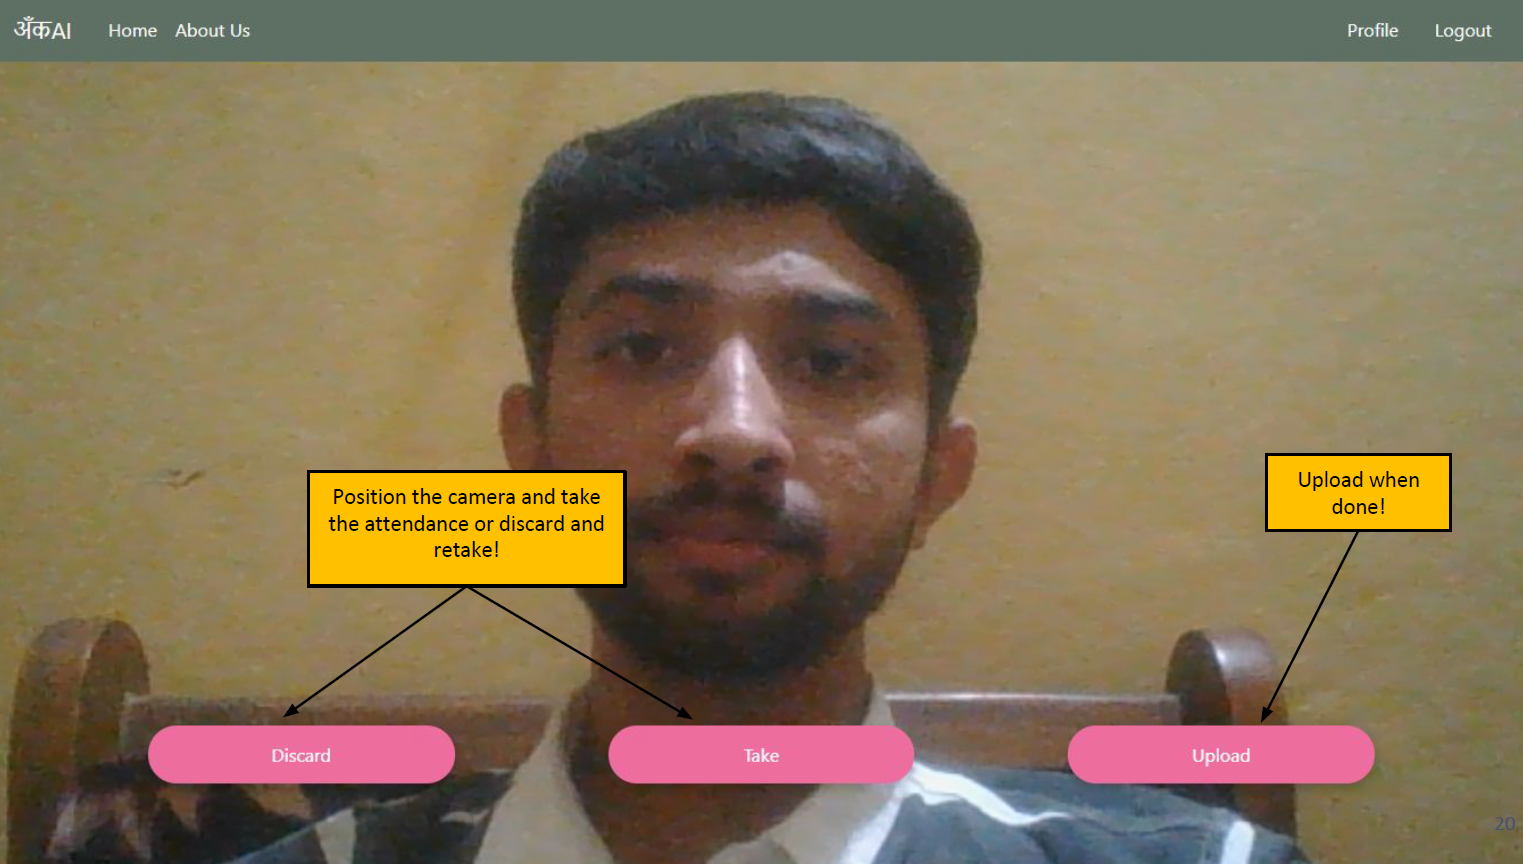 अँकAI Home About Us Profile Logout
Position the camera and take
the attendance or discard and
retake!
Upload when
done!
Discard Take Upload
20